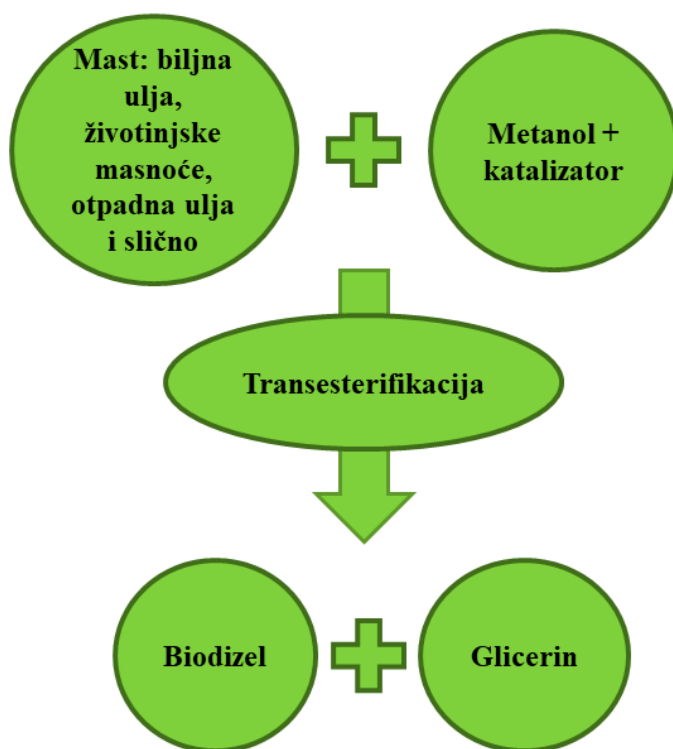 Mast: biljna
ulja,
životinjske
masnoće,
otpadna ulja
i slično
Metanol +
katalizator
Transesterifikacija
Biodizel
Glicerin